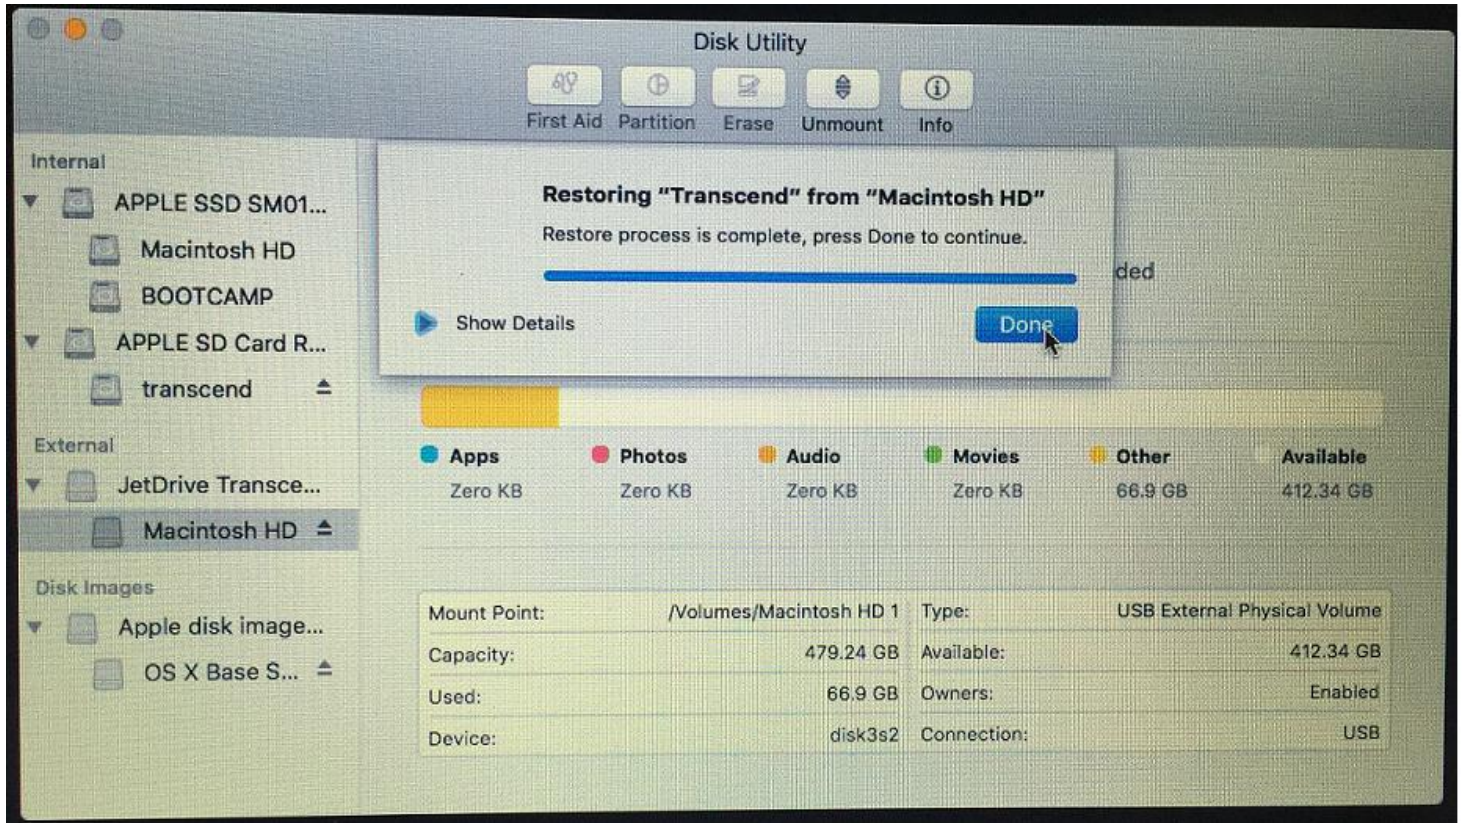 Disk Utility
First Aid Partition Erase Unmount Info
Internal
APPLE SSD SM01...
Macintosh HD
BOOTCAMP
APPLE SD Card R...
transcend
External
JetDrive Transce...
Macintosh HD
Disk Images
Apple disk image...
OS X Base S...
Restoring “Transcend” from “Macintosh HD”
Restore process is complete, press Done to continue.
ded
Show Details
Done
Apps Photos Audio Movies Other Available
Zero KB Zero KB Zero KB Zero KB 66.9 GB 412.34 GB
Mount Point: /Volumes/Macintosh HD 1 Type: USB External Physical Volume
Capacity: 479.24 GB Available: 412.34 GB
Used: 66.9 GB Owners: Enabled
Device: disk3s2 Connection: USB